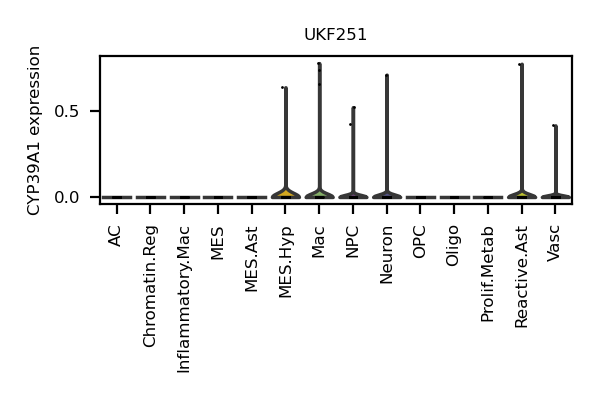 UKF251
CYP39A1 expression
0.5
0.0
AC
Chromatin.Reg
Inflammatory.Mac
MES
MES.Ast
MES.Hyp
Mac
NPC
Neuron
OPC
Oligo
Prolif.Metab
Reactive.Ast
Vasc